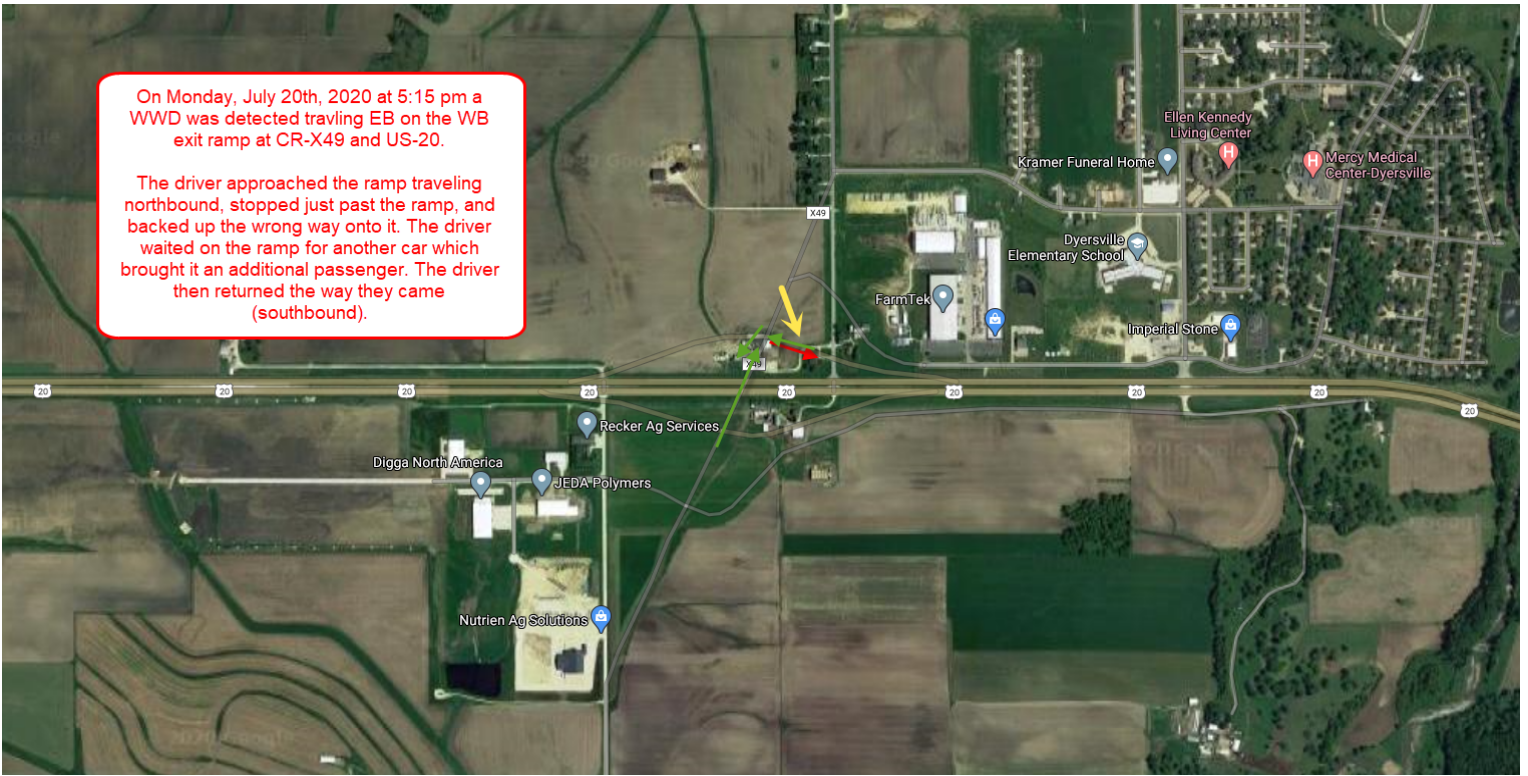 On Monday, July 20th, 2020 at 5:15 pm a
WWD was detected travling EB on the WB
exit ramp at CR-X49 and US-20.
The driver approached the ramp traveling
northbound, stopped just past the ramp, and
backed up the wrong way onto it. The driver
waited on the ramp for another car which
brought it an additional passenger. The driver
then returned the way they came
(southbound).
Ellen Kennedy
Living Center
Kramer Funeral Home
H
H
Mercy Medical
Center-Dyersville
X49
Dyersville
Elementary School
FarmTek
Imperial Stone
X49
20
20
20
20
20
20
20
20
20
Recker Ag Services
Digga North America
JEDA Polymers
Nutrien Ag Solutions
2020 Google